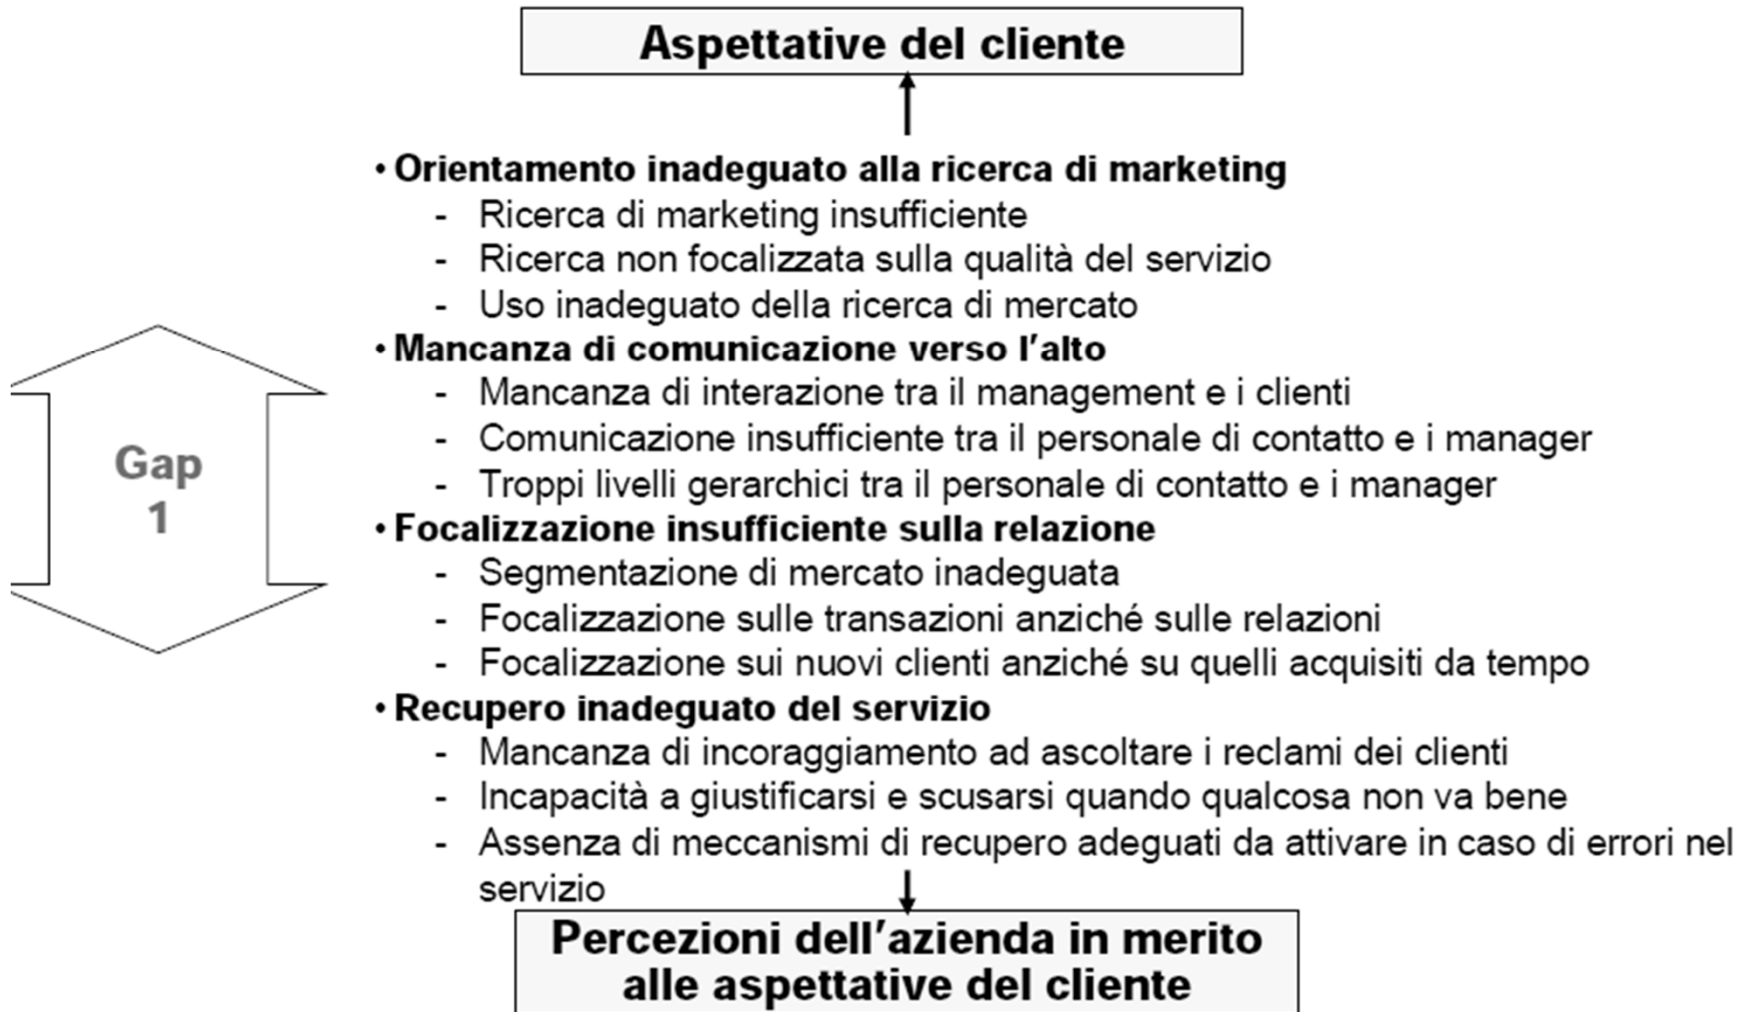 Aspettative del cliente
• Orientamento inadeguato alla ricerca di marketing
- Ricerca di marketing insufficiente
- Ricerca non focalizzata sulla qualità del servizio
- Uso inadeguato della ricerca di mercato
• Mancanza di comunicazione verso l'alto
- Mancanza di interazione tra il management e i clienti
- Comunicazione insufficiente tra il personale di contatto e i manager
- Troppi livelli gerarchici tra il personale di contatto e i manager
Gap
1
• Focalizzazione insufficiente sulla relazione
- Segmentazione di mercato inadeguata
- Focalizzazione sulle transazioni anziché sulle relazioni
- Focalizzazione sui nuovi clienti anziché su quelli acquisiti da tempo
• Recupero inadeguato del servizio
- Mancanza di incoraggiamento ad ascoltare i reclami dei clienti
- Incapacità a giustificarsi e scusarsi quando qualcosa non va bene
- Assenza di meccanismi di recupero adeguati da attivare in caso di errori nel
servizio
Percezioni dell'azienda in merito
alle aspettative del cliente